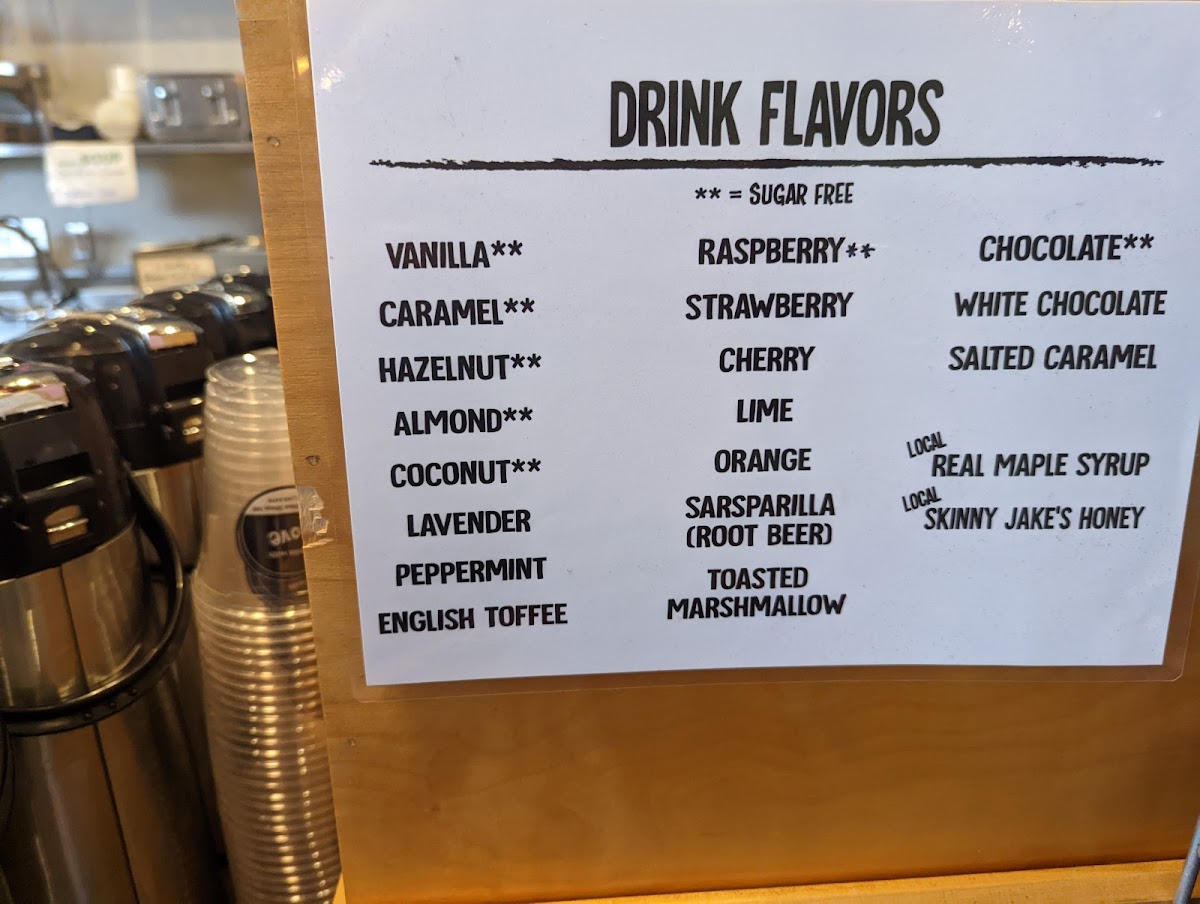 DRINK FLAVORS
** = SUGAR FREE
VANILLA**
CARAMEL**
HAZELNUT**
ALMOND**
COCONUT**
LAVENDER
PEPPERMINT
ENGLISH TOFFEE
RASPBERRY**
STRAWBERRY
CHERRY
LIME
ORANGE
SARSPARILLA
(ROOT BEER)
TOASTED
MARSHMALLOW
CHOCOLATE**
WHITE CHOCOLATE
SALTED CARAMEL
LOCAL
REAL MAPLE SYRUP
LOCAL
SKINNY JAKE'S HONEY
SOUP